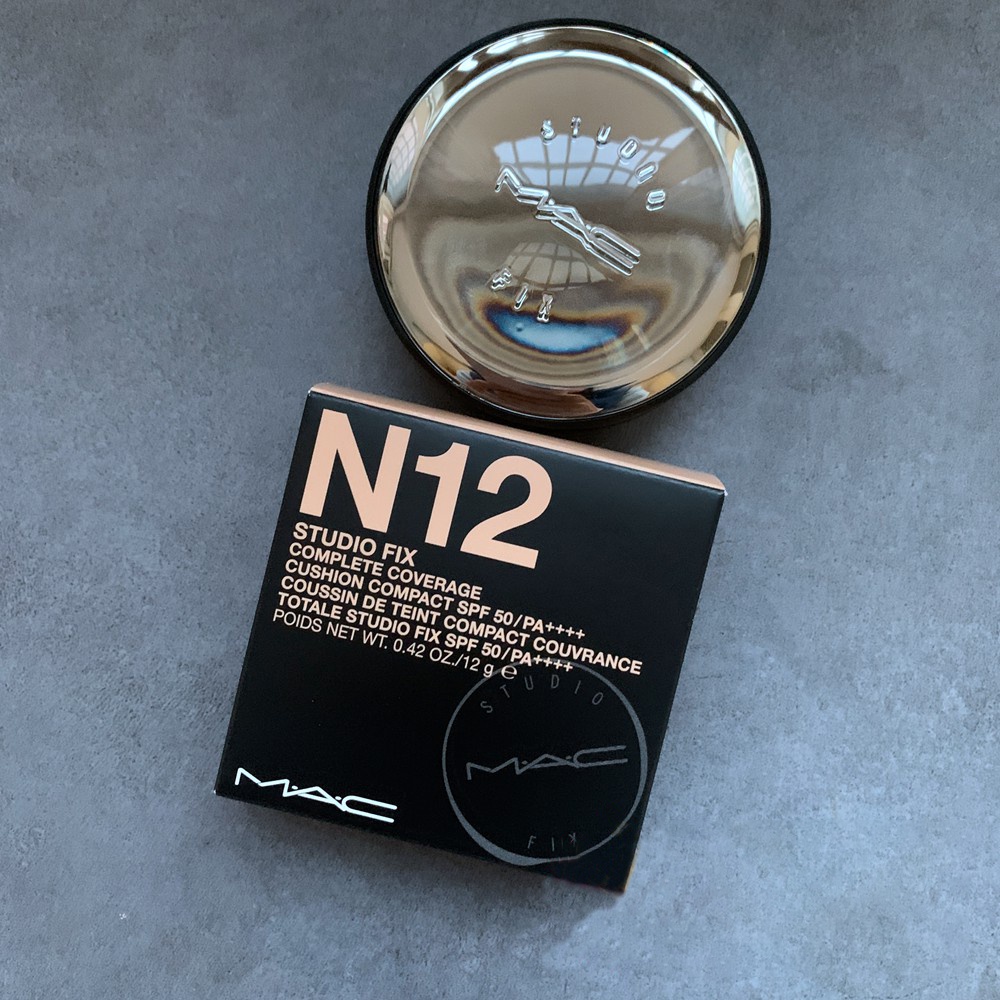 STUDIO
MAC
FIX
N12
STUDIO FIX
COMPLETE COVERAGE
CUSHION COMPACT SPF 50/PA++++
COUSSIN DE TEINT COMPACT COUVRANCE
TOTALE STUDIO FIX SPF 50/PA++++
POIDS NET WT. 0.42 OZ./12 g ℮
STUDIO
M·A·C
FIX
M·A·C